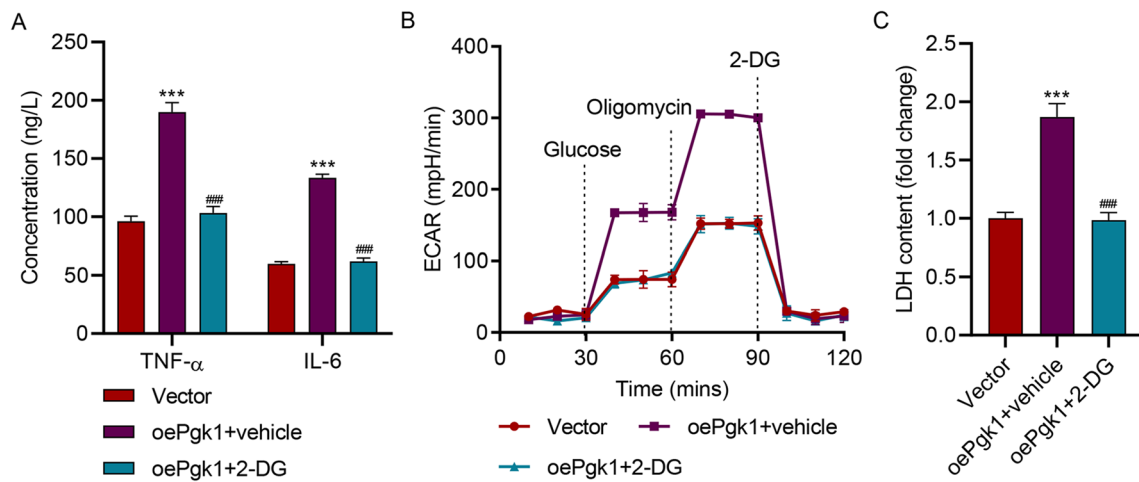 A
Concentration (ng/L)
250
200
150
100
50
0
***
###
***
###
TNF-α
IL-6
Vector
oePgk1+vehicle
oePgk1+2-DG
B
ECAR (mpH/min)
400
300
200
100
0
Glucose
Oligomycin
2-DG
0
30
60
90
120
Time (mins)
Vector
oePgk1+vehicle
oePgk1+2-DG
C
LDH content (fold change)
2.5
2.0
1.5
1.0
0.5
0.0
***
###
Vector
oePgk1+vehicle
oePgk1+2-DG